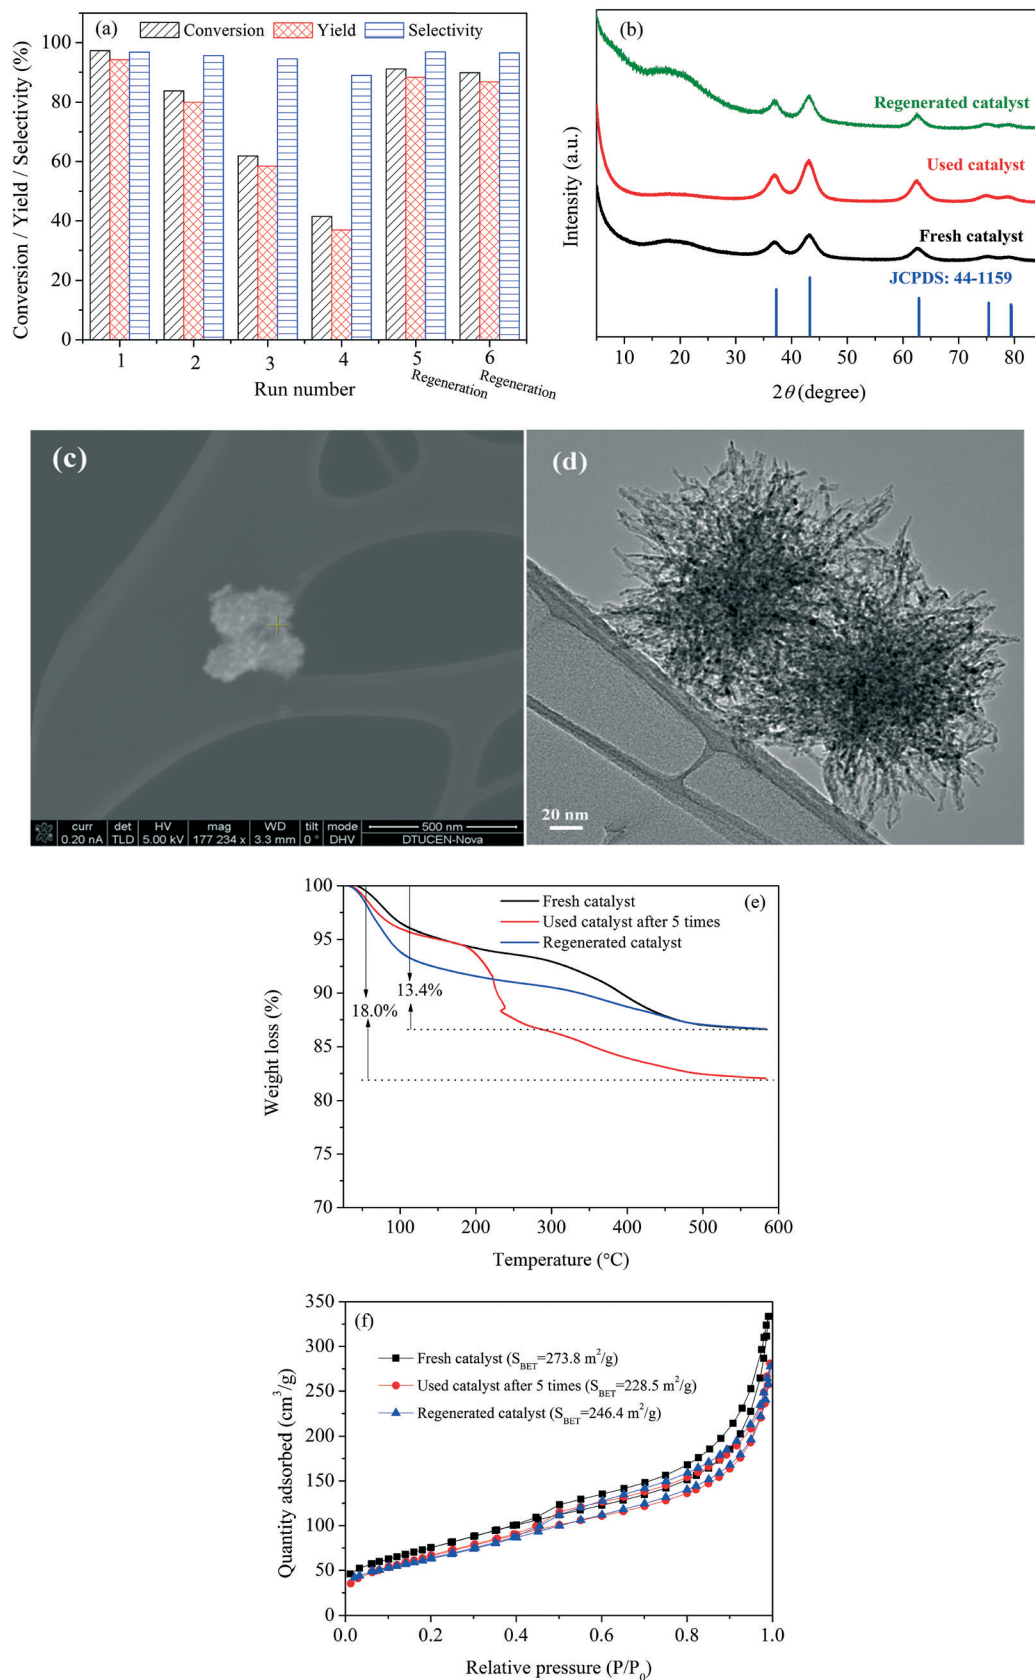 (a)
Conversion Yield Selectivity
Conversion / Yield / Selectivity (%)
100
80
60
40
20
0
1 2 3 4 5 6
Regeneration Regeneration
Run number
(b)
Regenerated catalyst
Used catalyst
Fresh catalyst
JCPDS: 44-1159
Intensity (a.u.)
10 20 30 40 50 60 70 80
2θ (degree)
(c)
curr det HV mag WD tilt mode 500 nm
0.20 nA TLD 5.00 kV 177 234 x 3.3 mm 0 ° DHV DTUCEN-Nova
(d)
20 nm
(e)
Fresh catalyst
Used catalyst after 5 times
Regenerated catalyst
13.4%
18.0%
Weight loss (%)
100
95
90
85
80
75
70
100 200 300 400 500 600
Temperature (°C)
(f)
Fresh catalyst (S_BET=273.8 m²/g)
Used catalyst after 5 times (S_BET=228.5 m²/g)
Regenerated catalyst (S_BET=246.4 m²/g)
Quantity adsorbed (cm³/g)
350
300
250
200
150
100
50
0
0.0 0.2 0.4 0.6 0.8 1.0
Relative pressure (P/P₀)